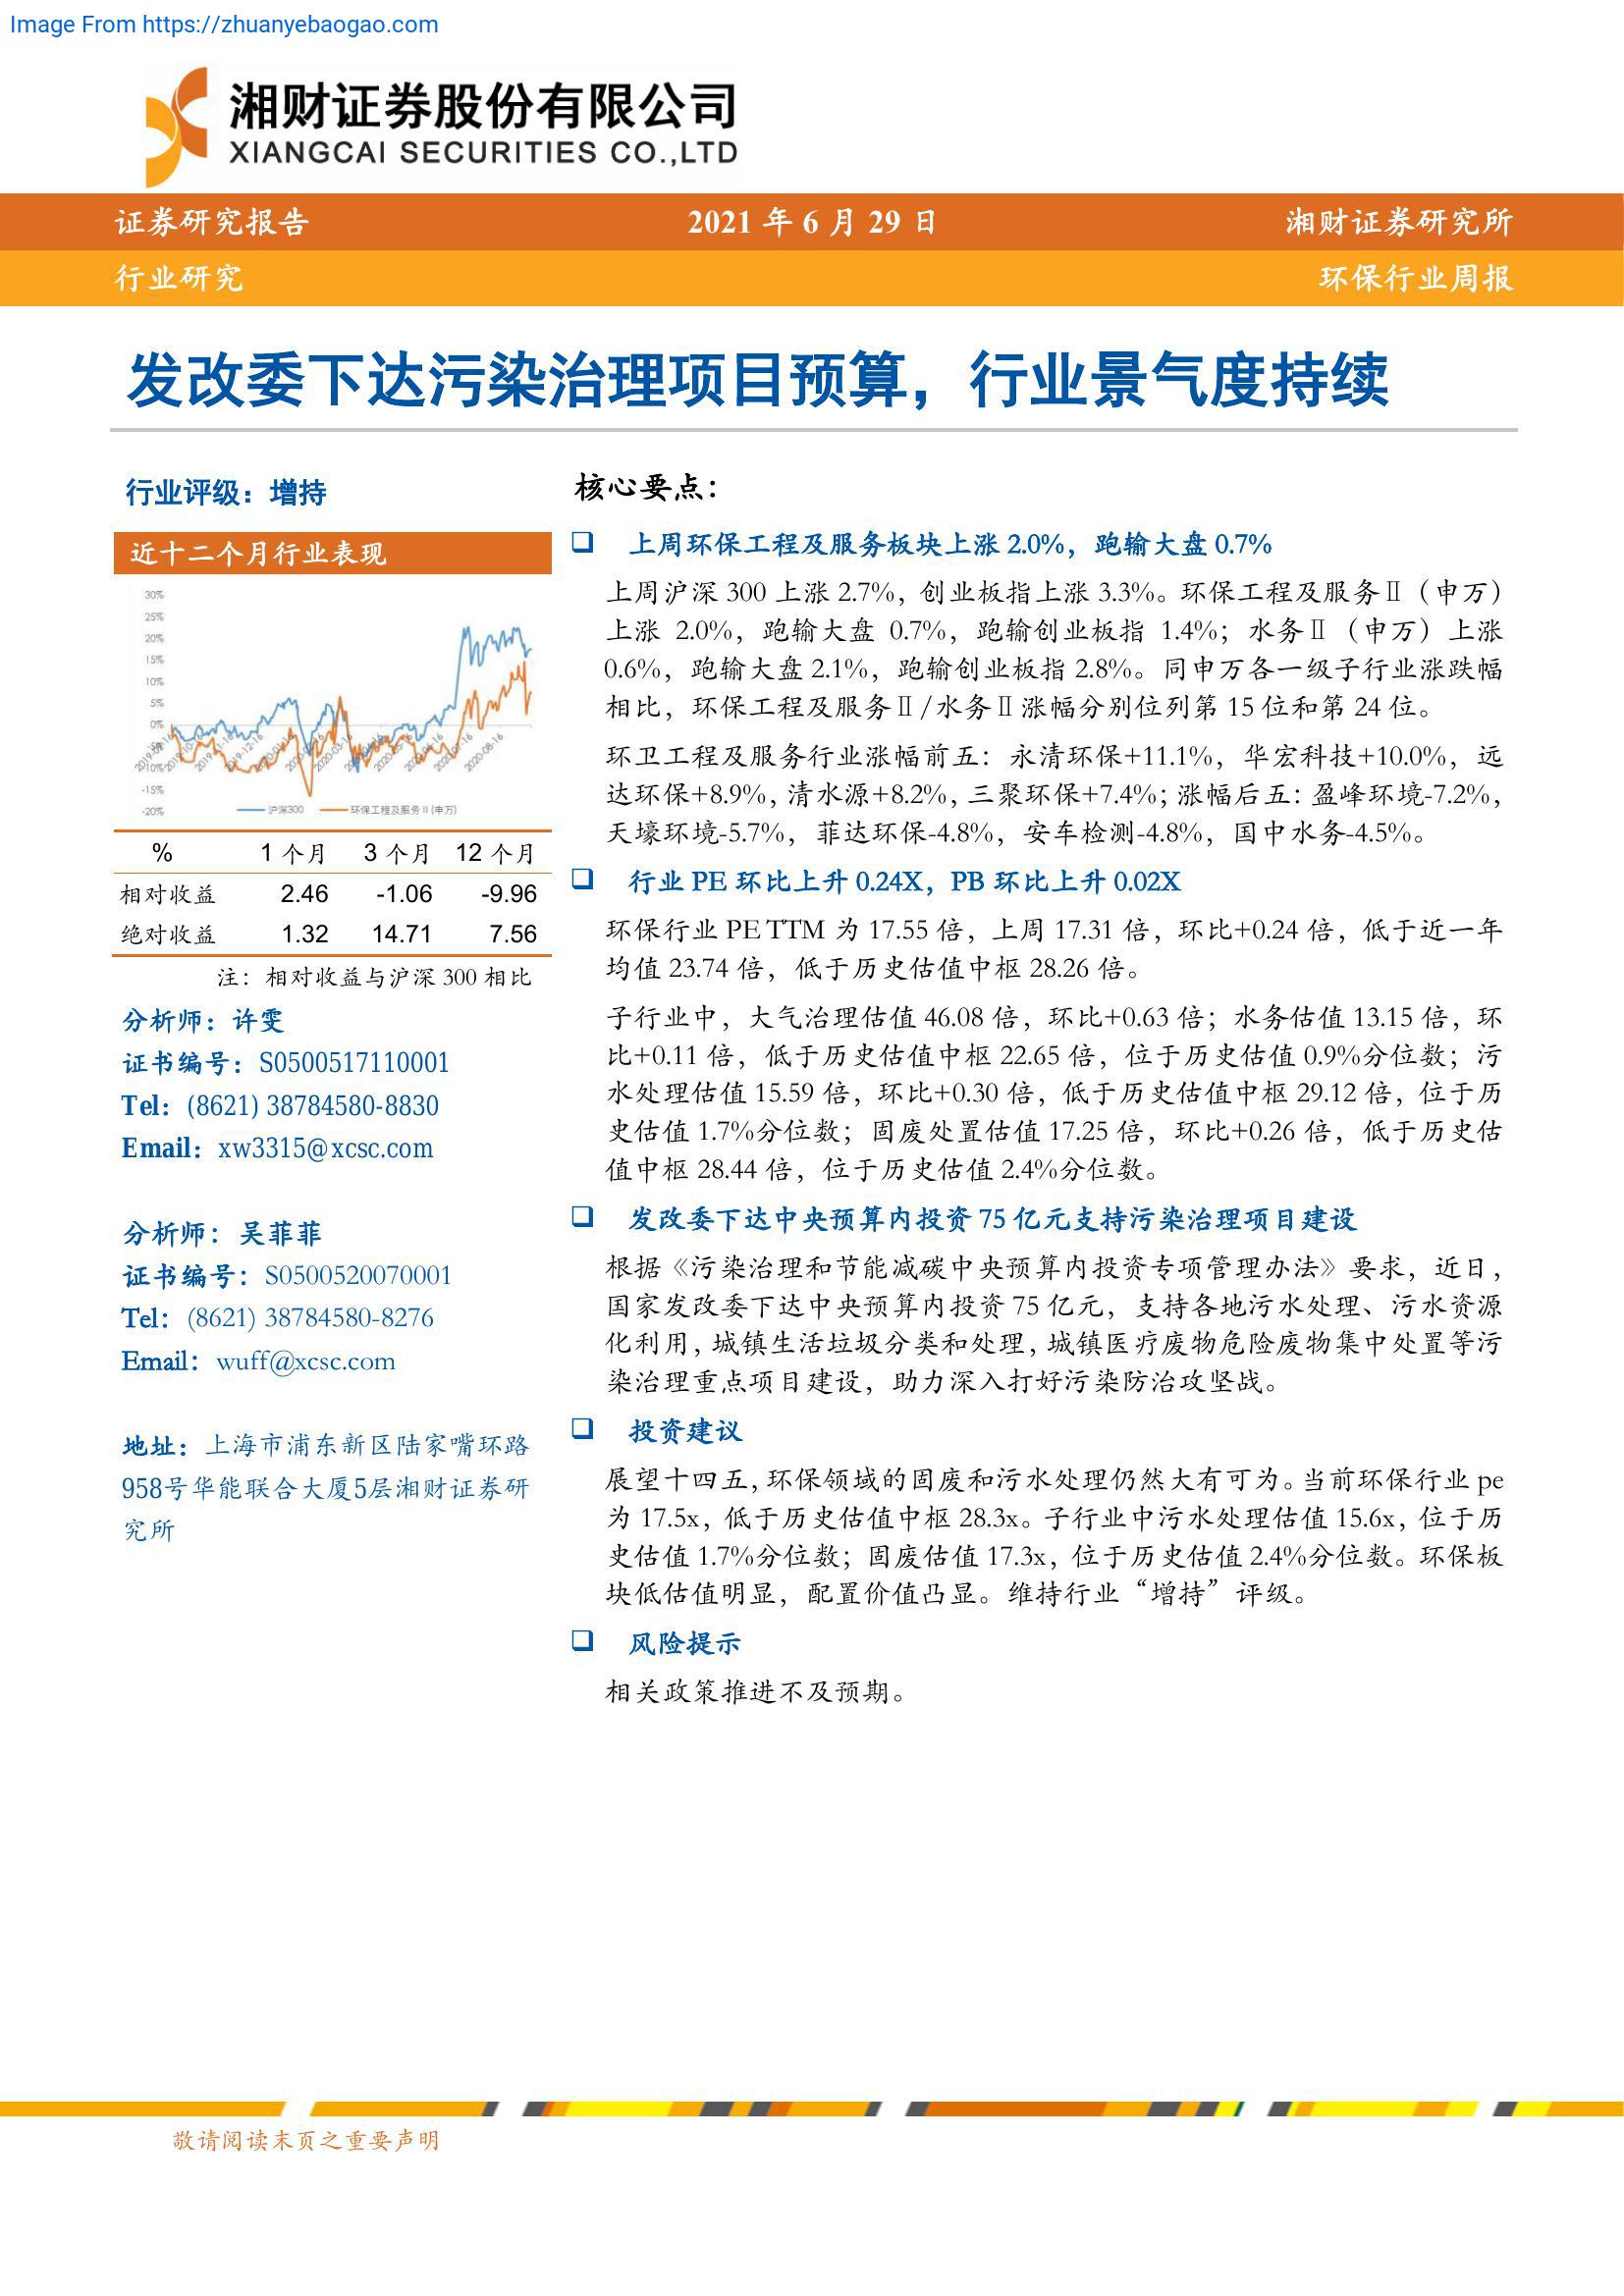 Image From https://zhuanyebaogao.com
湘财证券股份有限公司
XIANGCAI SECURITIES CO.,LTD
证券研究报告 2021 年 6 月 29 日 湘财证券研究所
行业研究 环保行业周报
发改委下达污染治理项目预算，行业景气度持续
行业评级：增持
近十二个月行业表现
30%
25%
20%
15%
10%
5%
0%
-5%
-10%
-15%
-20%
2019-10-16
2019-11-16
2019-12-16
2020-01-16
2020-03-16
2020-07-16
2020-08-16
沪深300 环保工程及服务Ⅱ(申万)
% 1 个月 3 个月 12 个月
相对收益 2.46 -1.06 -9.96
绝对收益 1.32 14.71 7.56
注：相对收益与沪深 300 相比
分析师：许雯
证书编号：S0500517110001
Tel：(8621) 38784580-8830
Email：xw3315@xcsc.com
分析师：吴菲菲
证书编号：S0500520070001
Tel：(8621) 38784580-8276
Email：wuff@xcsc.com
地址：上海市浦东新区陆家嘴环路
958号华能联合大厦5层湘财证券研
究所
核心要点：
❑ 上周环保工程及服务板块上涨 2.0%，跑输大盘 0.7%
上周沪深 300 上涨 2.7%，创业板指上涨 3.3%。环保工程及服务Ⅱ（申万）
上涨 2.0%，跑输大盘 0.7%，跑输创业板指 1.4%；水务Ⅱ（申万）上涨
0.6%，跑输大盘 2.1%，跑输创业板指 2.8%。同申万各一级子行业涨跌幅
相比，环保工程及服务Ⅱ/水务Ⅱ涨幅分别位列第 15 位和第 24 位。
环卫工程及服务行业涨幅前五：永清环保+11.1%，华宏科技+10.0%，远
达环保+8.9%，清水源+8.2%，三聚环保+7.4%；涨幅后五：盈峰环境-7.2%，
天壕环境-5.7%，菲达环保-4.8%，安车检测-4.8%，国中水务-4.5%。
❑ 行业 PE 环比上升 0.24X，PB 环比上升 0.02X
环保行业 PE TTM 为 17.55 倍，上周 17.31 倍，环比+0.24 倍，低于近一年
均值 23.74 倍，低于历史估值中枢 28.26 倍。
子行业中，大气治理估值 46.08 倍，环比+0.63 倍；水务估值 13.15 倍，环
比+0.11 倍，低于历史估值中枢 22.65 倍，位于历史估值 0.9%分位数；污
水处理估值 15.59 倍，环比+0.30 倍，低于历史估值中枢 29.12 倍，位于历
史估值 1.7%分位数；固废处置估值 17.25 倍，环比+0.26 倍，低于历史估
值中枢 28.44 倍，位于历史估值 2.4%分位数。
❑ 发改委下达中央预算内投资 75 亿元支持污染治理项目建设
根据《污染治理和节能减碳中央预算内投资专项管理办法》要求，近日，
国家发改委下达中央预算内投资 75 亿元，支持各地污水处理、污水资源
化利用，城镇生活垃圾分类和处理，城镇医疗废物危险废物集中处置等污
染治理重点项目建设，助力深入打好污染防治攻坚战。
❑ 投资建议
展望十四五，环保领域的固废和污水处理仍然大有可为。当前环保行业 pe
为 17.5x，低于历史估值中枢 28.3x。子行业中污水处理估值 15.6x，位于历
史估值 1.7%分位数；固废估值 17.3x，位于历史估值 2.4%分位数。环保板
块低估值明显，配置价值凸显。维持行业“增持”评级。
❑ 风险提示
相关政策推进不及预期。
敬请阅读末页之重要声明